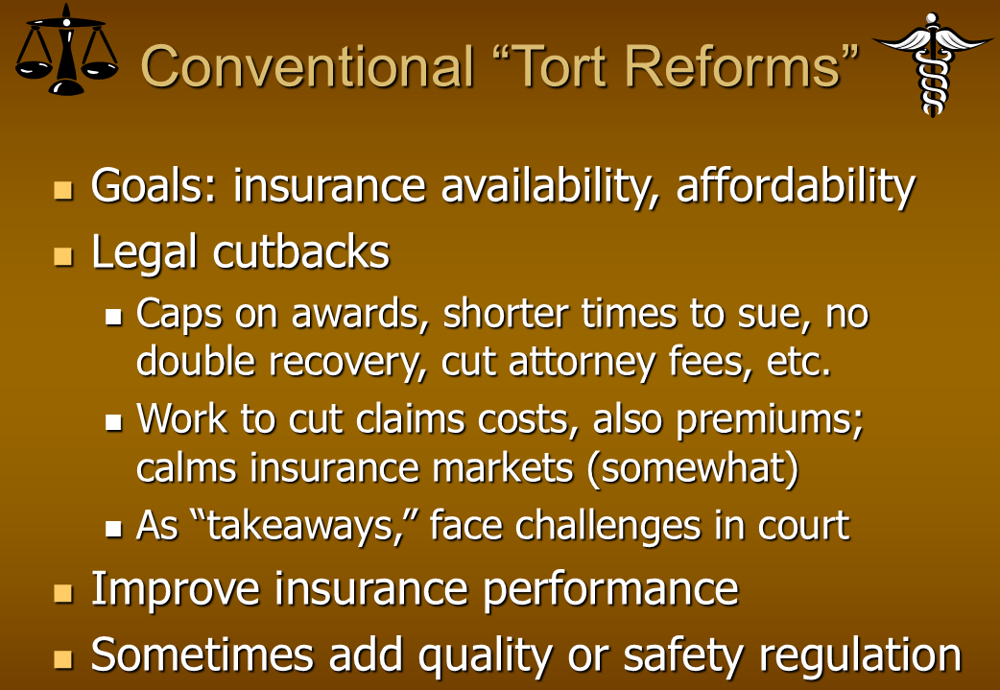 Conventional “Tort Reforms”
Goals: insurance availability, affordability
Legal cutbacks
Caps on awards, shorter times to sue, no
double recovery, cut attorney fees, etc.
Work to cut claims costs, also premiums;
calms insurance markets (somewhat)
As “takeaways,” face challenges in court
Improve insurance performance
Sometimes add quality or safety regulation